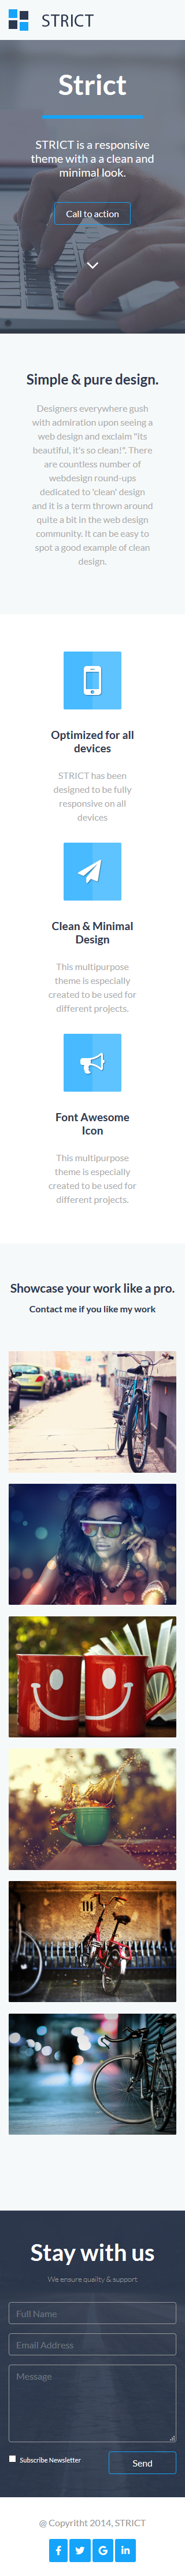 STRICT
Strict
STRICT is a responsive
theme with a a clean and
minimal look.
Call to action
Simple & pure design.
Designers everywhere gush
with admiration upon seeing a
web design and exclaim "its
beautiful, it's so clean!". There
are countless number of
webdesign round-ups
dedicated to 'clean' design
and it is a term thrown around
quite a bit in the web design
community. It can be easy to
spot a good example of clean
design.
Optimized for all
devices
STRICT has been
designed to be fully
responsive on all
devices
Clean & Minimal
Design
This multipurpose
theme is especially
created to be used for
different projects.
Font Awesome
Icon
This multipurpose
theme is especially
created to be used for
different projects.
Showcase your work like a pro.
Contact me if you like my work
Stay with us
We ensure quality & support
Full Name
Email Address
Message
Subscribe Newsletter
Send
@ Copyritht 2014, STRICT